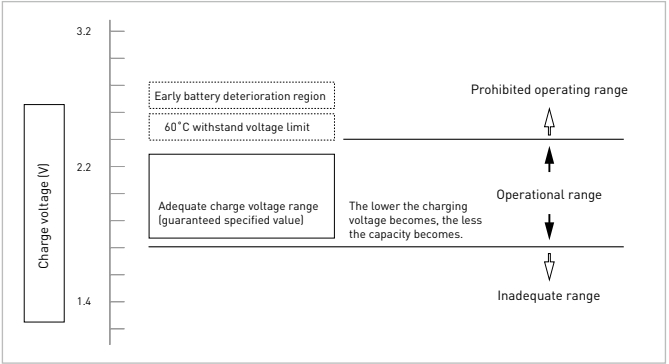 3.2
Early battery deterioration region
Prohibited operating range
60˚C withstand voltage limit
2.2
Charge voltage (V)
Adequate charge voltage range
(guaranteed specified value)
The lower the charging
voltage becomes, the less
the capacity becomes.
Operational range
1.4
Inadequate range